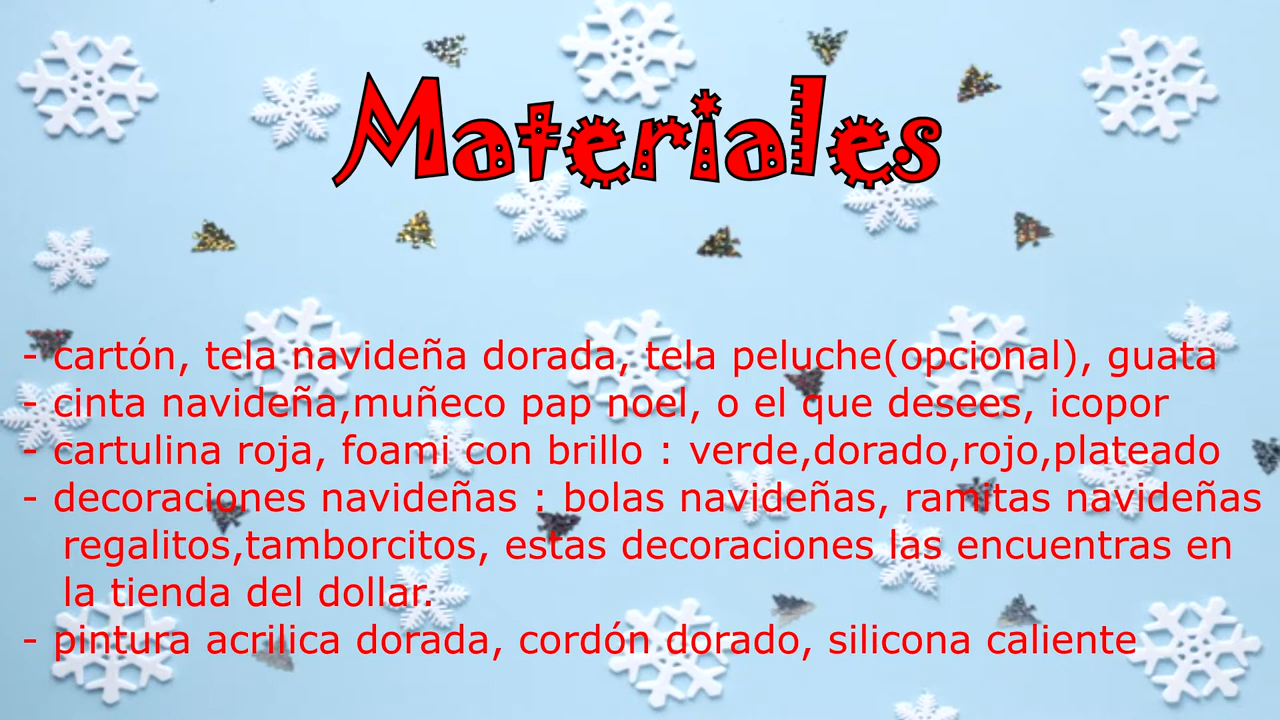 Materiales
- cartón, tela navideña dorada, tela peluche(opcional), guata
- cinta navideña,muñeco pap noel, o el que desees, icopor
- cartulina roja, foami con brillo : verde,dorado,rojo,plateado
- decoraciones navideñas : bolas navideñas, ramitas navideñas
regalitos,tamborcitos, estas decoraciones las encuentras en
la tienda del dollar.
- pintura acrilica dorada, cordón dorado, silicona caliente